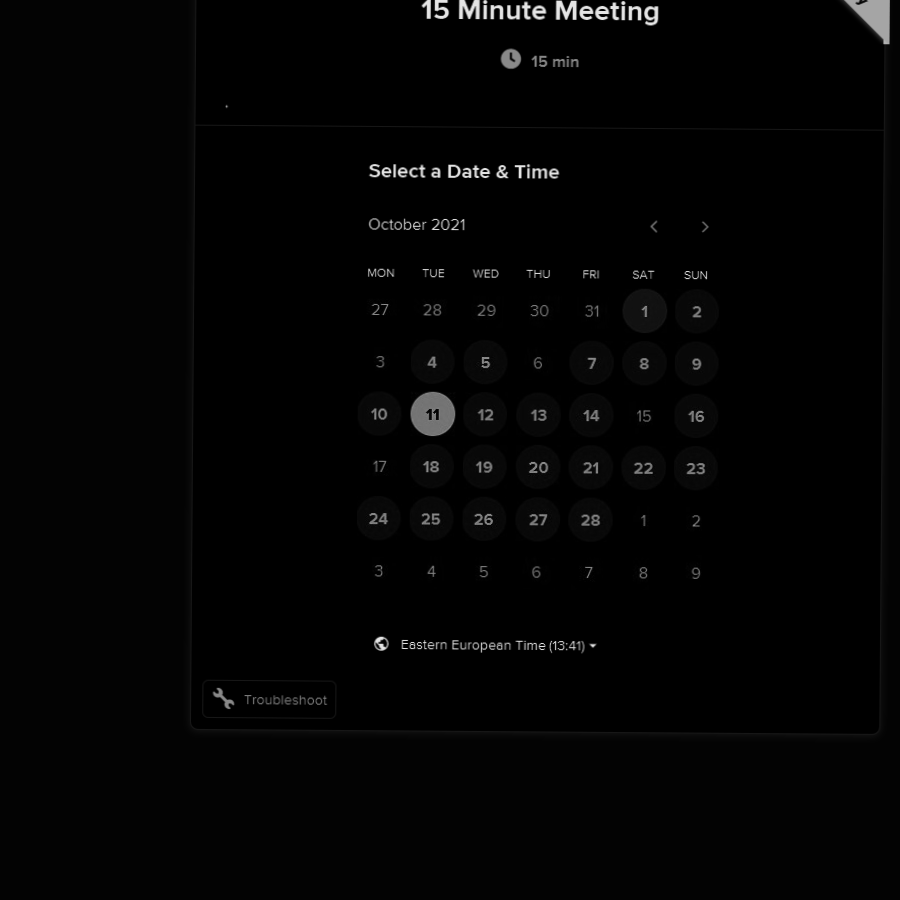 15 Minute Meeting
15 min
Select a Date & Time
October 2021
MON TUE WED THU FRI SAT SUN
27 28 29 30 31 1 2
3 4 5 6 7 8 9
10 11 12 13 14 15 16
17 18 19 20 21 22 23
24 25 26 27 28 1 2
3 4 5 6 7 8 9
Eastern European Time (13:41)
Troubleshoot